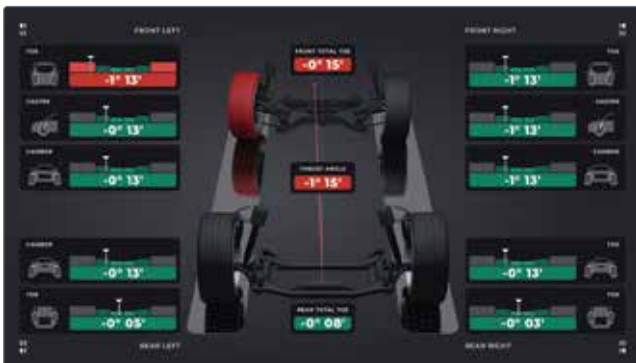 FRONT LEFT
FRONT RIGHT
TOE
-1° 13'
CASTER
-0° 13'
CAMBER
-0° 13'
FRONT TOTAL TOE
-0° 15'
THRUST ANGLE
-1° 15'
-1° 13'
CASTER
-1° 13'
CAMBER
-1° 13'
CAMBER
-0° 13'
TOE
-0° 05'
REAR TOTAL TOE
-0° 08'
TOE
-0° 13'
TOE
-0° 03'
REAR LEFT
REAR RIGHT